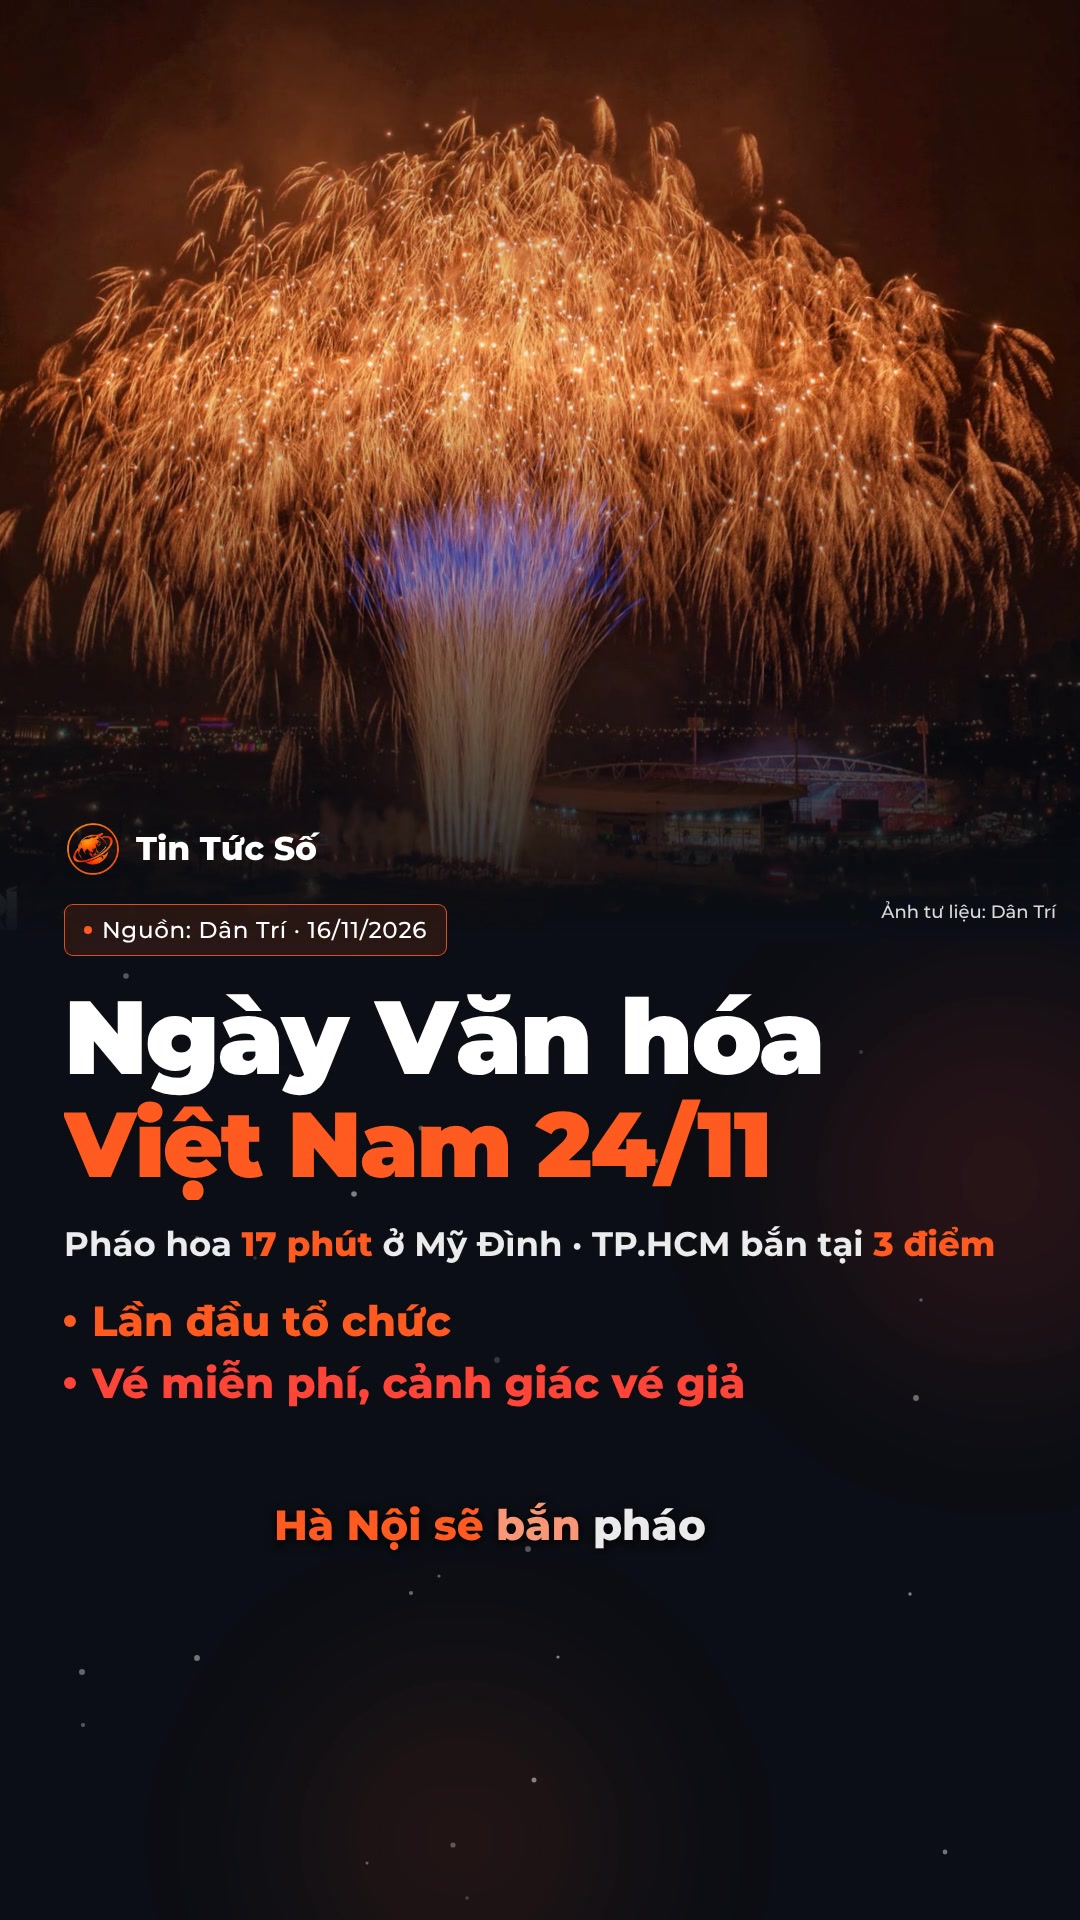 Tin Tức Số
Ảnh tư liệu: Dân Trí
• Nguồn: Dân Trí · 16/11/2026
Ngày Văn hóa
Việt Nam 24/11
Pháo hoa 17 phút ở Mỹ Đình · TP.HCM bắn tại 3 điểm
• Lần đầu tổ chức
• Vé miễn phí, cảnh giác vé giả
Hà Nội sẽ bắn pháo